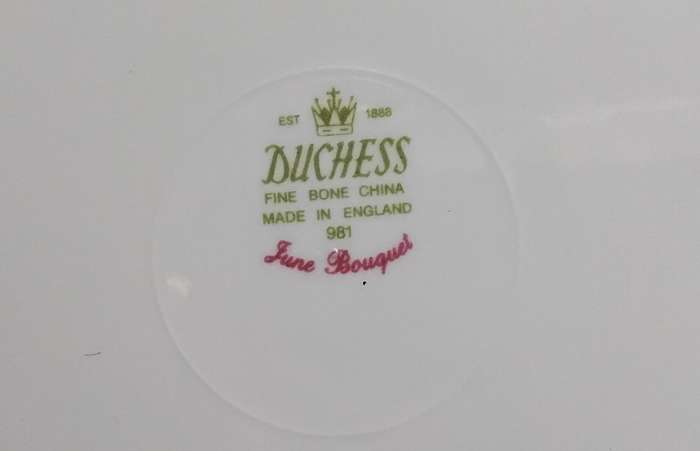 EST 1888
DUCHESS
FINE BONE CHINA
MADE IN ENGLAND
981
June Bouquet